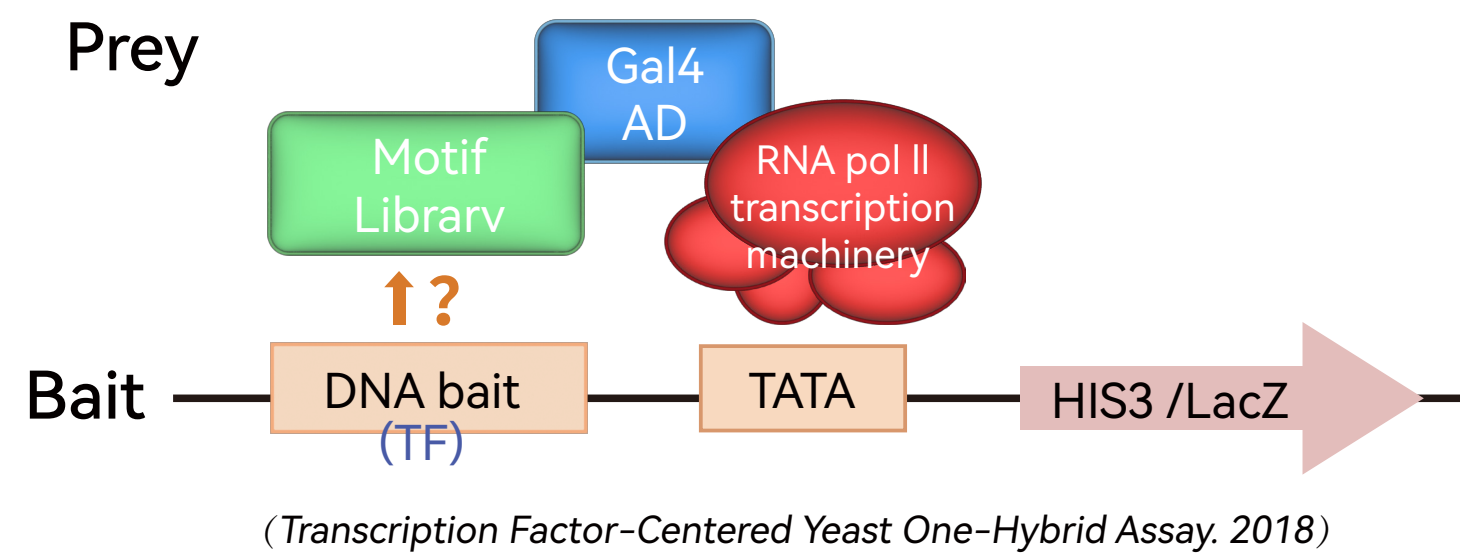 Prey
Gal4
AD
Motif
Librarv
RNA pol II
transcription
machinery
?
Bait
DNA bait
(TF)
TATA
HIS3 /LacZ
(Transcription Factor-Centered Yeast One-Hybrid Assay. 2018)